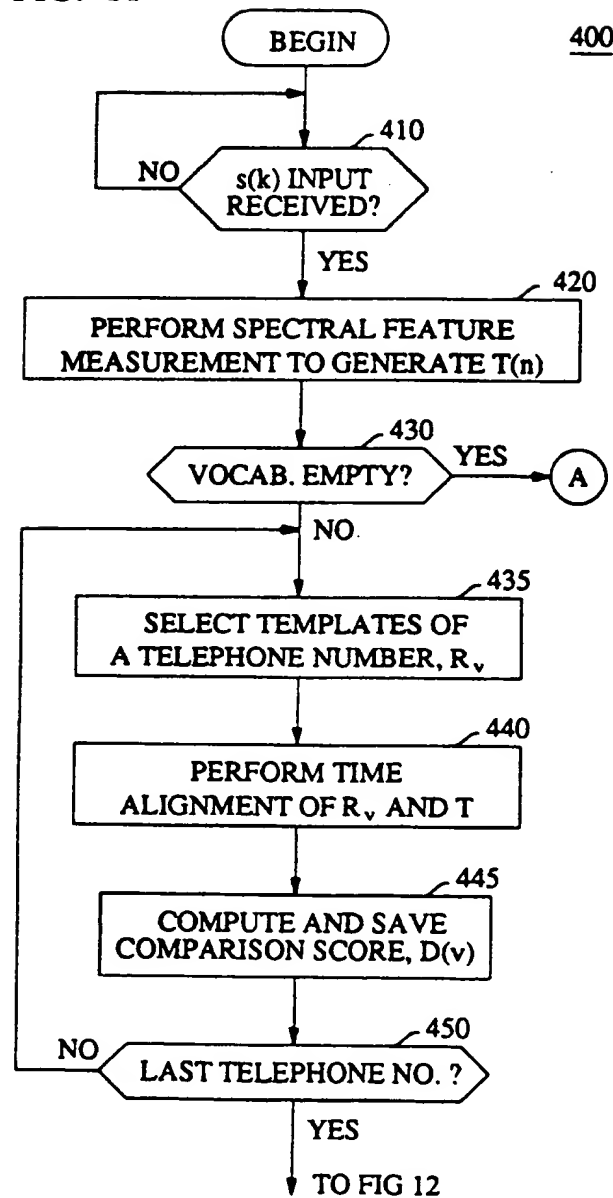 BEGIN
400
410
NO
s(k) INPUT
RECEIVED?
YES
420
PERFORM SPECTRAL FEATURE
MEASUREMENT TO GENERATE T(n)
430
VOCAB. EMPTY?
YES
A
NO
435
SELECT TEMPLATES OF
A TELEPHONE NUMBER, Rᵥ
440
PERFORM TIME
ALIGNMENT OF Rᵥ AND T
445
COMPUTE AND SAVE
COMPARISON SCORE, D(v)
450
NO
LAST TELEPHONE NO. ?
YES
TO FIG 12